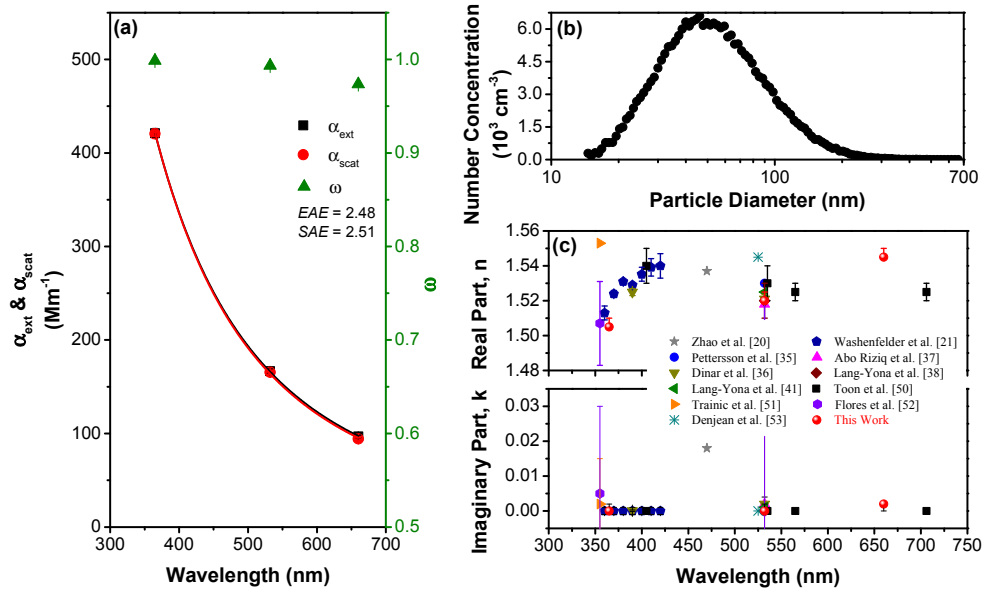 (a)
500
400
300
200
100
0
α_ext & α_scat
(Mm⁻¹)
300 400 500 600 700
Wavelength (nm)
1.0
0.9
0.8
0.7
0.6
0.5
ω
α_ext
α_scat
ω
EAE = 2.48
SAE = 2.51
(b)
Number Concentration
(10³ cm⁻³)
6.0
4.5
3.0
1.5
0.0
10 100 700
Particle Diameter (nm)
(c)
Real Part, n
1.56
1.54
1.52
1.50
1.48
Zhao et al. [20] Washenfelder et al. [21]
Pettersson et al. [35] Abo Riziq et al. [37]
Dinar et al. [36] Lang-Yona et al. [38]
Lang-Yona et al. [41] Toon et al. [50]
Trainic et al. [51] Flores et al. [52]
Denjean et al. [53] This Work
Imaginary Part, k
0.03
0.02
0.01
0.00
300 350 400 450 500 550 600 650 700 750
Wavelength (nm)